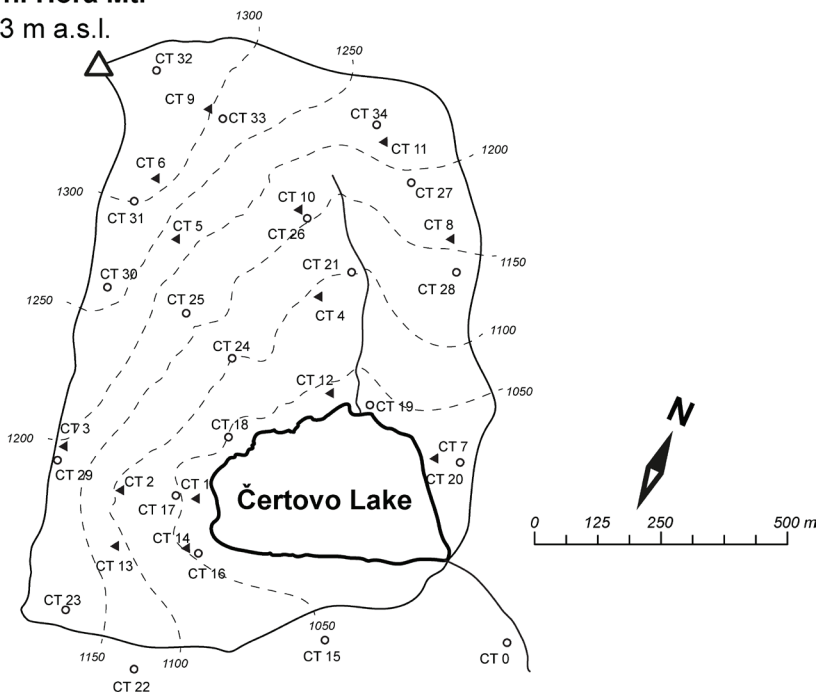 3 m a.s.l.
1300
1250
CT 32
CT 9
CT 33
CT 34
CT 11
1200
CT 6
CT 27
1300
CT 31
CT 10
CT 5
CT 26
CT 8
CT 21
1150
CT 30
CT 28
1250
CT 25
CT 4
1100
CT 24
CT 12
1050
CT 19
N
CT 3
CT 18
1200
CT 7
CT 29
CT 2
CT 1
CT 20
CT 17
Čertovo Lake
0 125 250 500 m
CT 14
CT 13
CT 16
CT 23
1050
1150
1100
CT 15
CT 0
CT 22